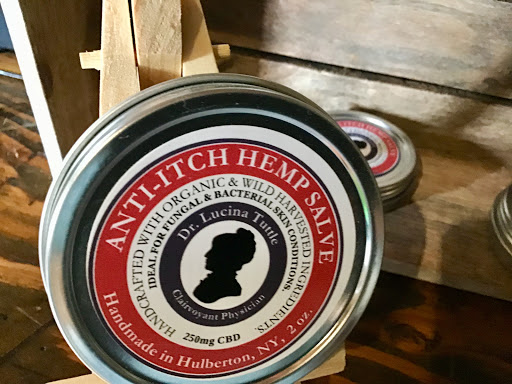 ANTI-ITCH HEMP SALVE
HANDCRAFTED WITH ORGANIC & WILD HARVESTED INGREDIENTS.
IDEAL FOR FUNGAL & BACTERIAL SKIN CONDITIONS.
Dr. Lucina Tuttle
Clairvoyant Physician
250mg CBD
Handmade in Hulberton, NY, 2 oz.